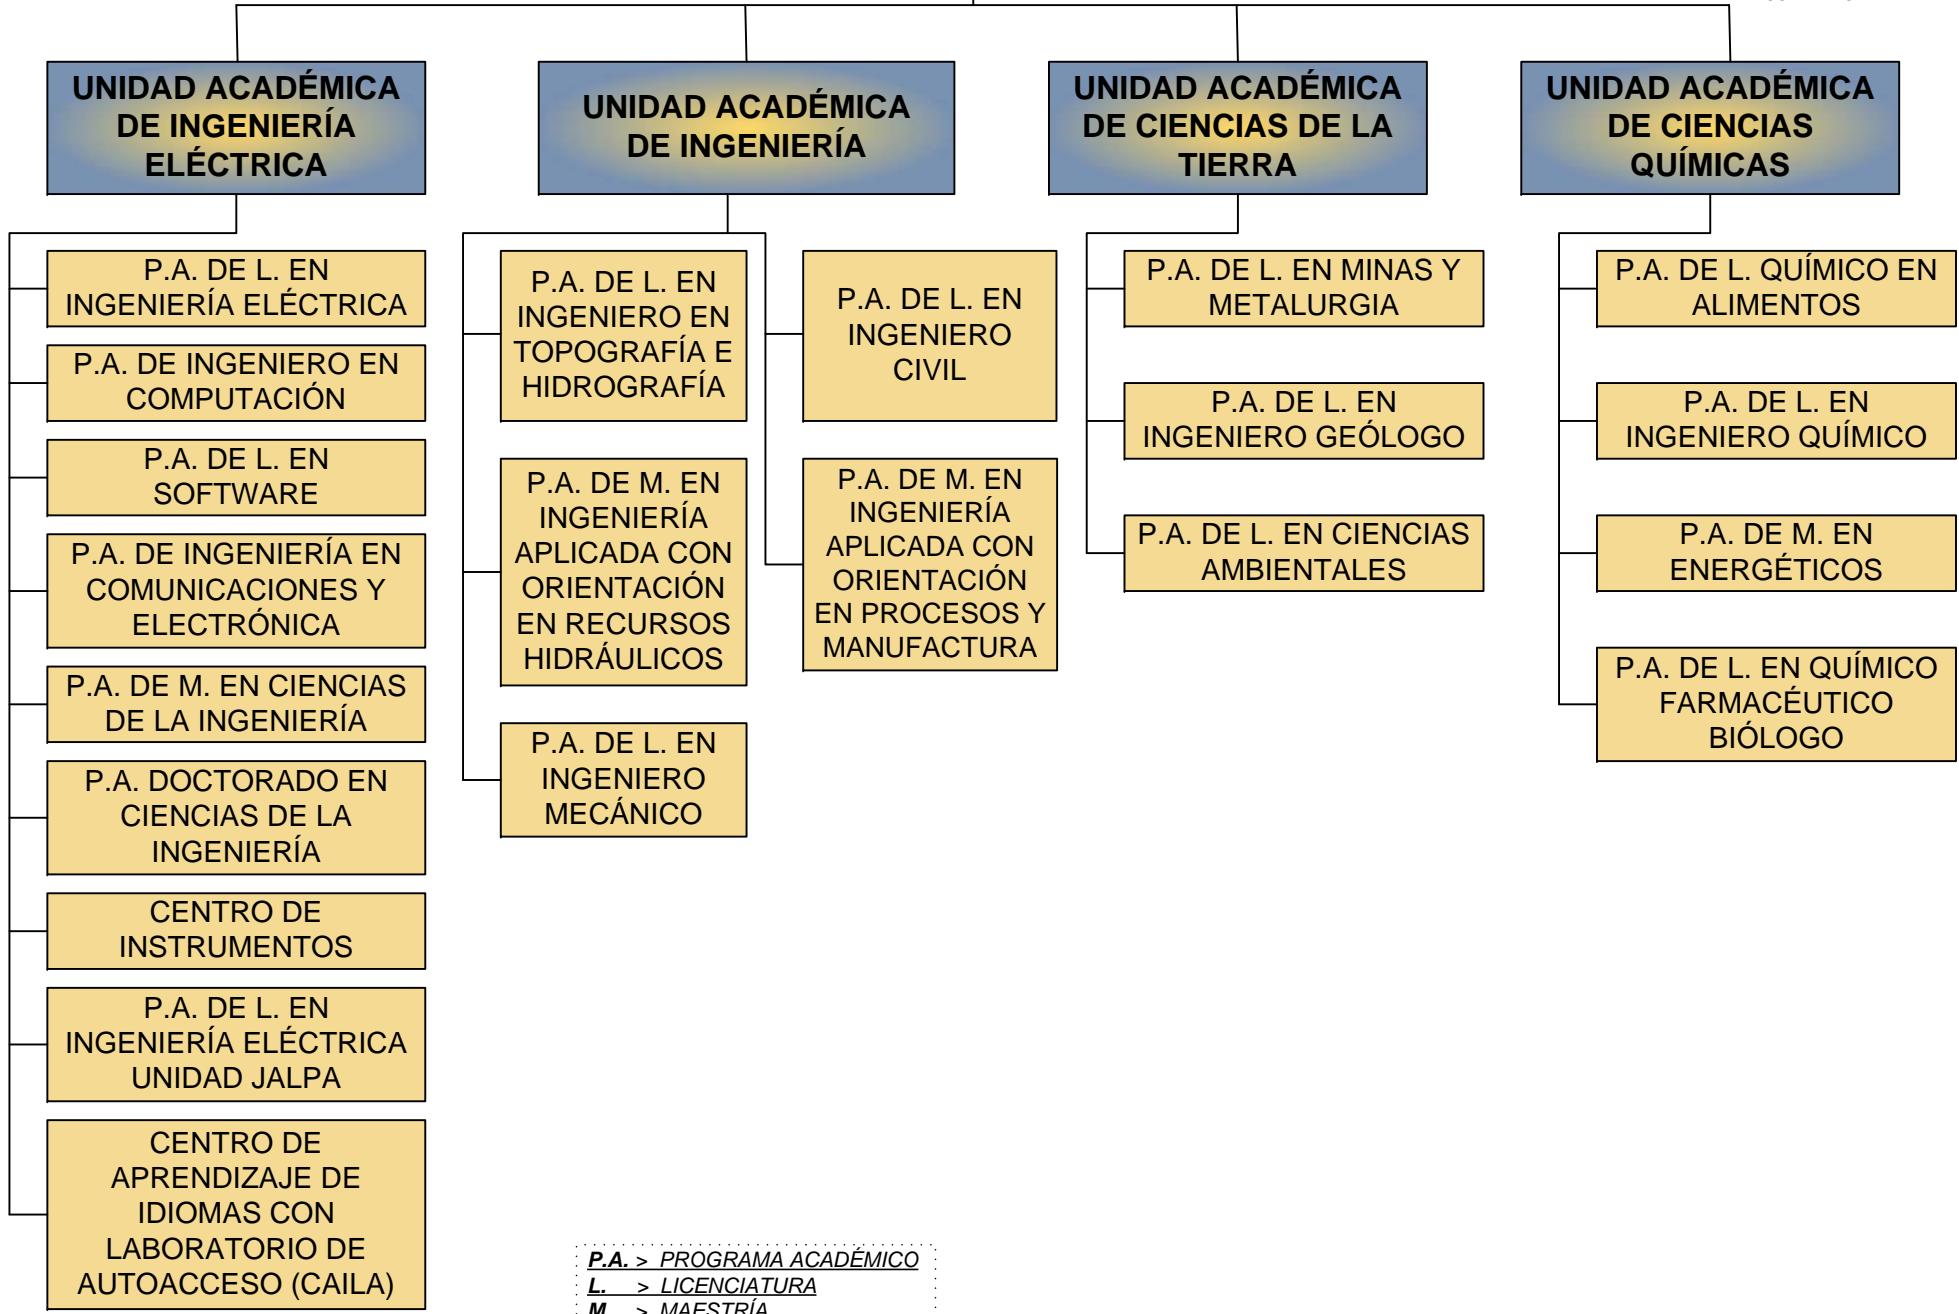 UNIDAD ACADÉMICA
DE INGENIERÍA
ELÉCTRICA
P.A. DE L. EN
INGENIERÍA ELÉCTRICA
P.A. DE INGENIERO EN
COMPUTACIÓN
P.A. DE L. EN
SOFTWARE
P.A. DE INGENIERÍA EN
COMUNICACIONES Y
ELECTRÓNICA
P.A. DE M. EN CIENCIAS
DE LA INGENIERÍA
P.A. DOCTORADO EN
CIENCIAS DE LA
INGENIERÍA
CENTRO DE
INSTRUMENTOS
P.A. DE L. EN
INGENIERÍA ELÉCTRICA
UNIDAD JALPA
CENTRO DE
APRENDIZAJE DE
IDIOMAS CON
LABORATORIO DE
AUTOACCESO (CAILA)
UNIDAD ACADÉMICA
DE INGENIERÍA
P.A. DE L. EN
INGENIERO EN
TOPOGRAFÍA E
HIDROGRAFÍA
P.A. DE M. EN
INGENIERÍA
APLICADA CON
ORIENTACIÓN
EN RECURSOS
HIDRÁULICOS
P.A. DE L. EN
INGENIERO
MECÁNICO
P.A. DE L. EN
INGENIERO
CIVIL
P.A. DE M. EN
INGENIERÍA
APLICADA CON
ORIENTACIÓN
EN PROCESOS Y
MANUFACTURA
UNIDAD ACADÉMICA
DE CIENCIAS DE LA
TIERRA
P.A. DE L. EN MINAS Y
METALURGIA
P.A. DE L. EN
INGENIERO GEÓLOGO
P.A. DE L. EN CIENCIAS
AMBIENTALES
UNIDAD ACADÉMICA
DE CIENCIAS
QUÍMICAS
P.A. DE L. QUÍMICO EN
ALIMENTOS
P.A. DE L. EN
INGENIERO QUÍMICO
P.A. DE M. EN
ENERGÉTICOS
P.A. DE L. EN QUÍMICO
FARMACÉUTICO
BIÓLOGO
P.A. > PROGRAMA ACADÉMICO
L. > LICENCIATURA
M. > MAESTRÍA